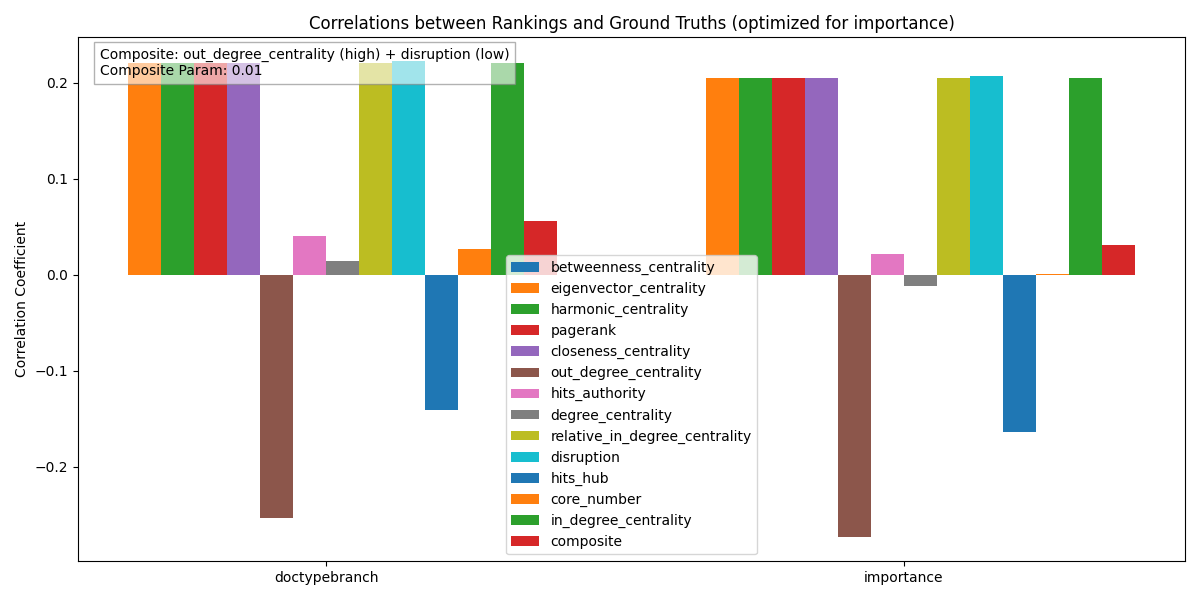 Correlations between Rankings and Ground Truths (optimized for importance)
Composite: out_degree_centrality (high) + disruption (low)
Composite Param: 0.01
Correlation Coefficient
0.2
0.1
0.0
−0.1
−0.2
betweenness_centrality
eigenvector_centrality
harmonic_centrality
pagerank
closeness_centrality
out_degree_centrality
hits_authority
degree_centrality
relative_in_degree_centrality
disruption
hits_hub
core_number
in_degree_centrality
composite
doctypebranch
importance